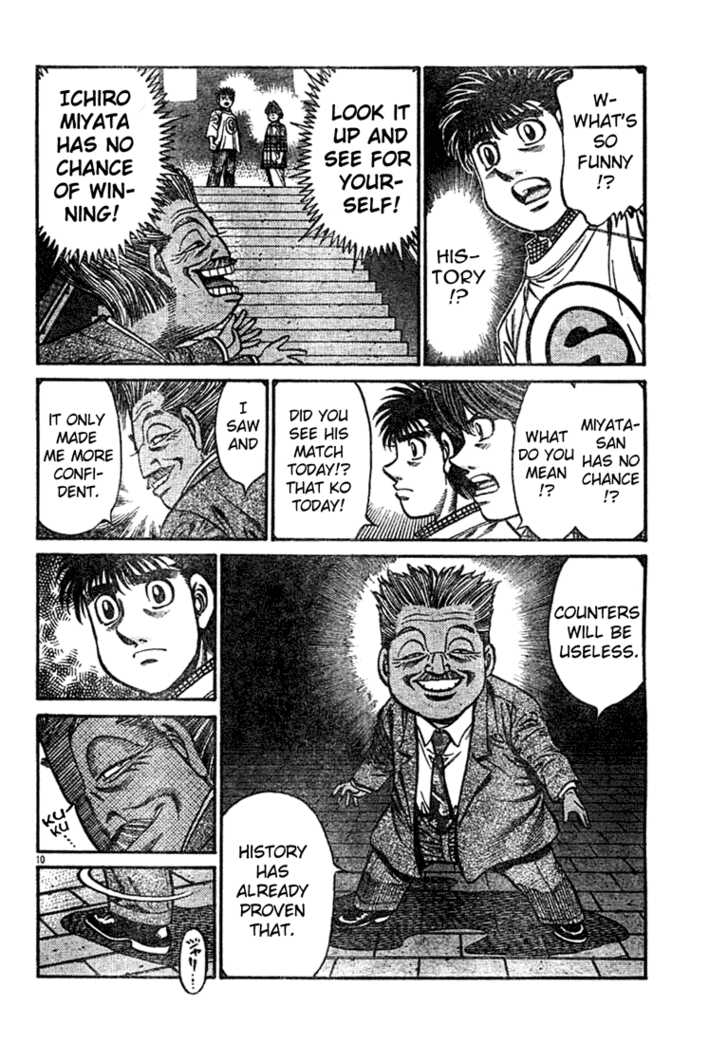 W-
WHAT'S
SO
FUNNY
!?
HIS-
TORY
!?
LOOK IT
UP AND
SEE FOR
YOUR-
SELF!
ICHIRO
MIYATA
HAS NO
CHANCE
OF WIN-
NING!
MIYATA-
SAN
HAS NO
CHANCE
!?
WHAT
DO YOU
MEAN
!?
DID YOU
SEE HIS
MATCH
TODAY!?
THAT KO
TODAY!
I
SAW
AND
IT ONLY
MADE
ME MORE
CONFI-
DENT.
COUNTERS
WILL BE
USELESS.
HISTORY
HAS
ALREADY
PROVEN
THAT.
KU-
KU....
10
ジャリ…